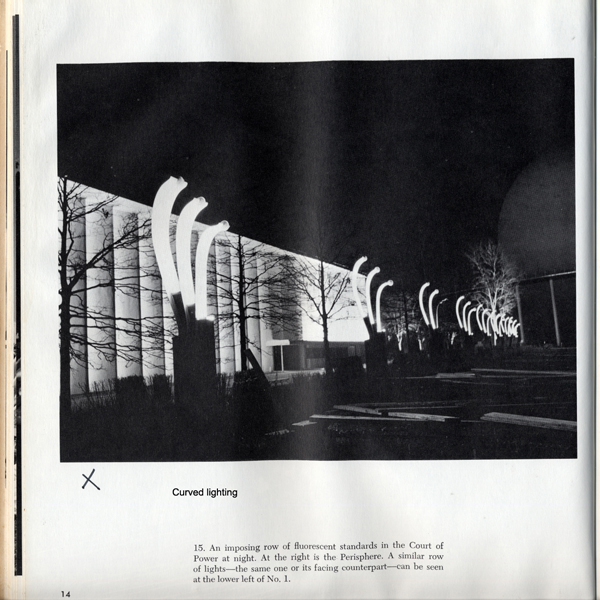 Curved lighting
15. An imposing row of fluorescent standards in the Court of
Power at night. At the right is the Perisphere. A similar row
of lights—the same one or its facing counterpart—can be seen
at the lower left of No. 1.
14